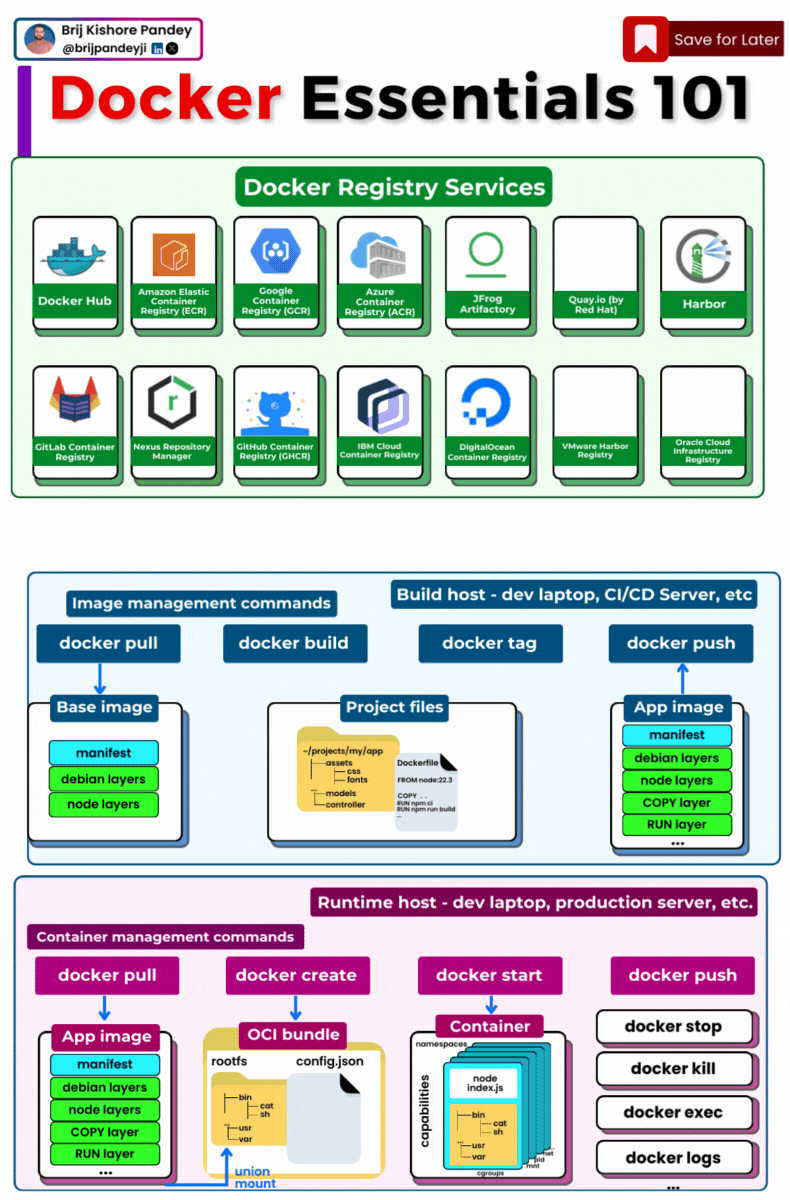 Brij Kishore Pandey
@brijpandeyji
Save for Later
Docker Essentials 101
Docker Registry Services
Docker Hub
Amazon Elastic
Container
Registry (ECR)
Google
Container
Registry (GCR)
Azure
Container
Registry (ACR)
JFrog
Artifactory
Quay.io (by
Red Hat)
Harbor
GitLab Container
Registry
Nexus Repository
Manager
GitHub Container
Registry (GHCR)
IBM Cloud
Container Registry
DigitalOcean
Container Registry
VMware Harbor
Registry
Oracle Cloud
Infrastructure
Registry
Image management commands
Build host - dev laptop, CI/CD Server, etc
docker pull
docker build
docker tag
docker push
Base image
manifest
debian layers
node layers
Project files
~/projects/my/app
assets
css
fonts
... models
controller
Dockerfile
FROM node:22.3
COPY . .
RUN npm ci
RUN npm run build
...
App image
manifest
debian layers
node layers
COPY layer
RUN layer
...
Runtime host - dev laptop, production server, etc.
Container management commands
docker pull
docker create
docker start
docker push
App image
manifest
debian layers
node layers
COPY layer
RUN layer
...
OCI bundle
rootfs
config.json
bin
cat
sh
... usr
var
union
mount
Container
namespaces
capabilities
node
index.js
bin
cat
sh
... usr
var
net
pid
mnt
cgroups
docker stop
docker kill
docker exec
docker logs
...